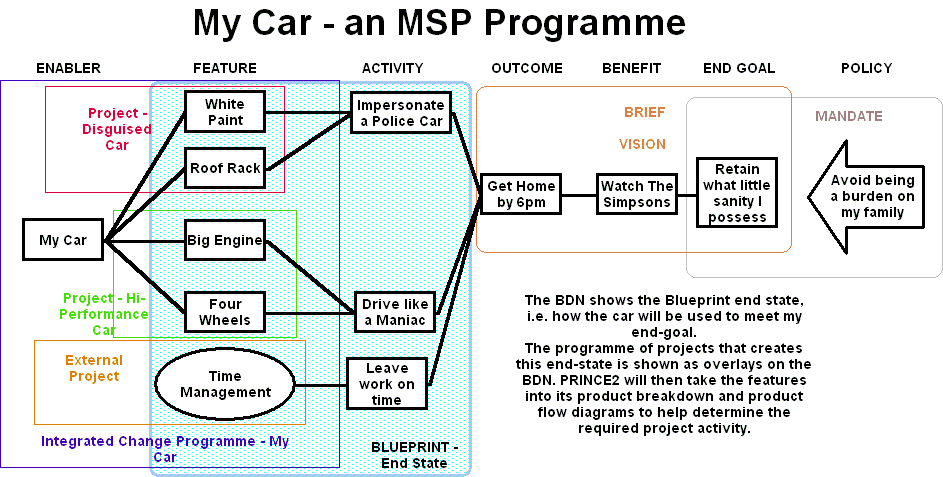 My Car - an MSP Programme
ENABLER
FEATURE
ACTIVITY
OUTCOME
BENEFIT
END GOAL
POLICY
Project -
Disguised
Car
White
Paint
Impersonate
a Police Car
BRIEF
VISION
MANDATE
Roof Rack
Get Home
by 6pm
Watch The
Simpsons
Retain
what little
sanity I
possess
Avoid being
a burden on
my family
My Car
Big Engine
Project - Hi-
Performance
Car
Four
Wheels
Drive like
a Maniac
External
Project
Time
Management
Leave
work on
time
Integrated Change Programme - My
Car
BLUEPRINT -
End State
The BDN shows the Blueprint end state,
i.e. how the car will be used to meet my
end-goal.
The programme of projects that creates
this end-state is shown as overlays on the
BDN. PRINCE2 will then take the features
into its product breakdown and product
flow diagrams to help determine the
required project activity.